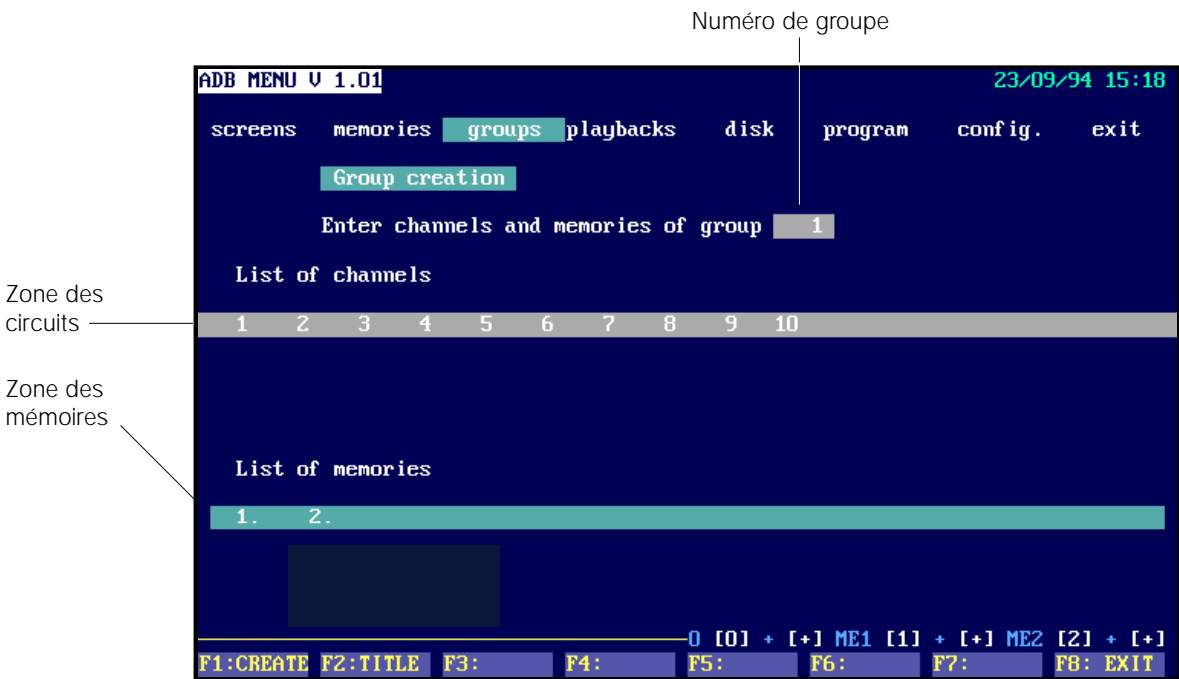 Numéro de groupe
ADB MENU V 1.01 23/09/94 15:18
screens memories groups playbacks disk program config. exit
Group creation
Enter channels and memories of group 1
List of channels
Zone des
circuits
1 2 3 4 5 6 7 8 9 10
Zone des
mémoires
List of memories
1. 2.
O [O] + [+] ME1 [1] + [+] ME2 [2] + [+]
F1:CREATE F2:TITLE F3: F4: F5: F6: F7: F8: EXIT